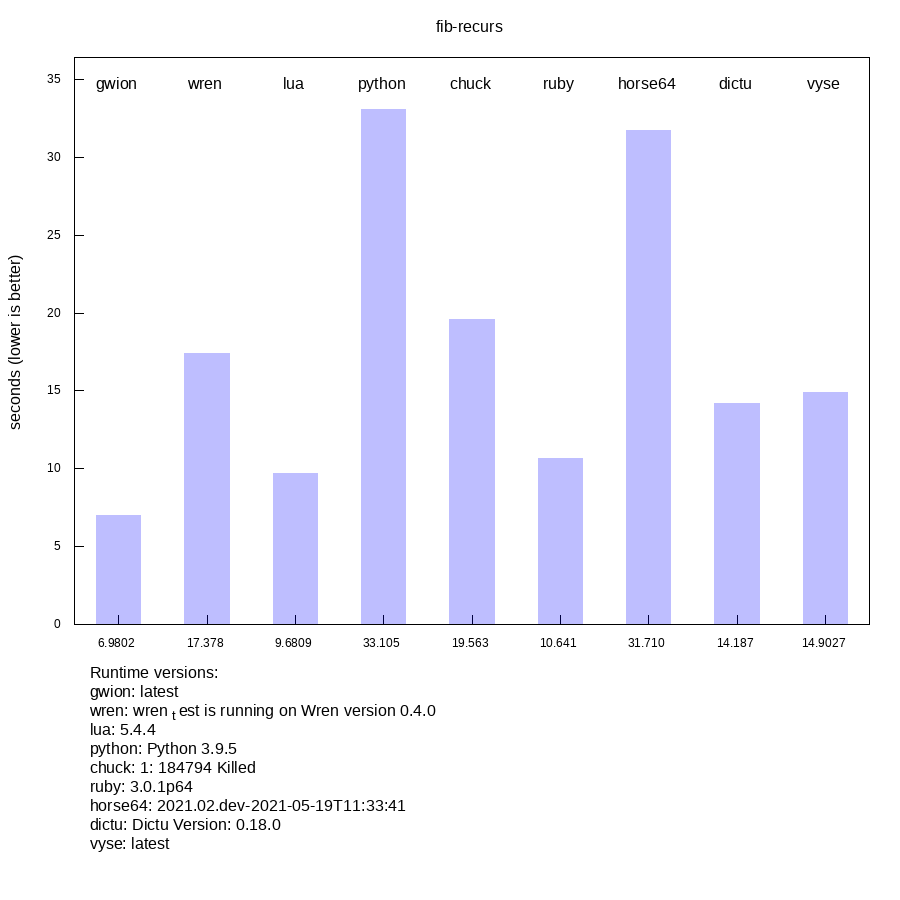 fib-recurs
seconds (lower is better)
35
30
25
20
15
10
5
0
gwion wren lua python chuck ruby horse64 dictu vyse
6.9802 17.378 9.6809 33.105 19.563 10.641 31.710 14.187 14.9027
Runtime versions:
gwion: latest
wren: wren t est is running on Wren version 0.4.0
lua: 5.4.4
python: Python 3.9.5
chuck: 1: 184794 Killed
ruby: 3.0.1p64
horse64: 2021.02.dev-2021-05-19T11:33:41
dictu: Dictu Version: 0.18.0
vyse: latest